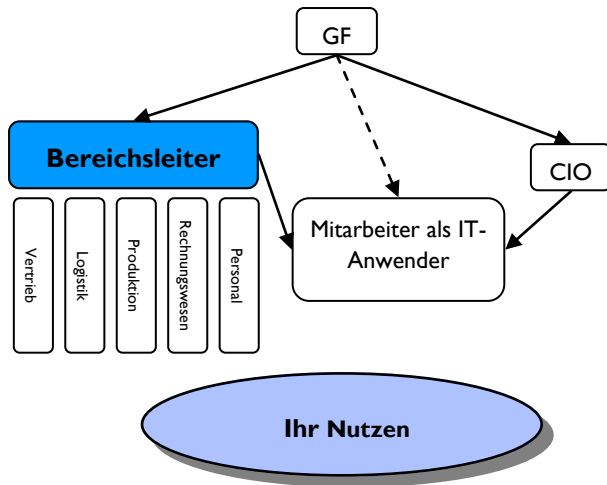 GF
Bereichsleiter
CIO
Mitarbeiter als IT-
Anwender
Vertrieb
Logistik
Produktion
Rechnungswesen
Personal
Ihr Nutzen